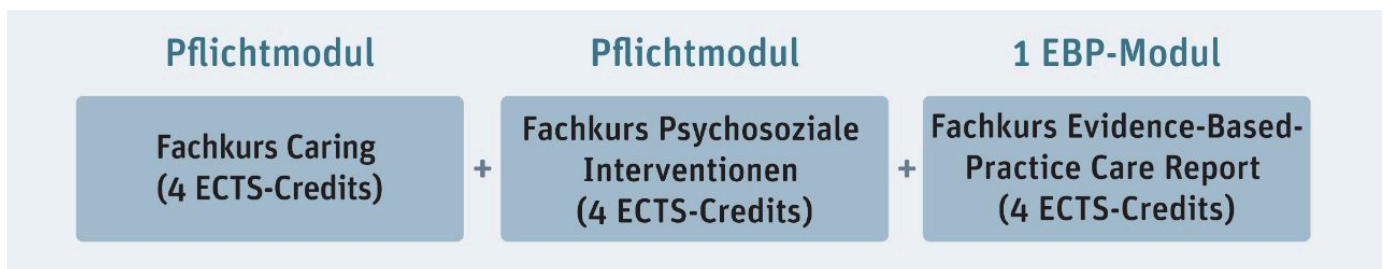 Pflichtmodul
Fachkurs Caring
(4 ECTS-Credits)
+
Pflichtmodul
Fachkurs Psychosoziale
Interventionen
(4 ECTS-Credits)
+
1 EBP-Modul
Fachkurs Evidence-Based-
Practice Care Report
(4 ECTS-Credits)